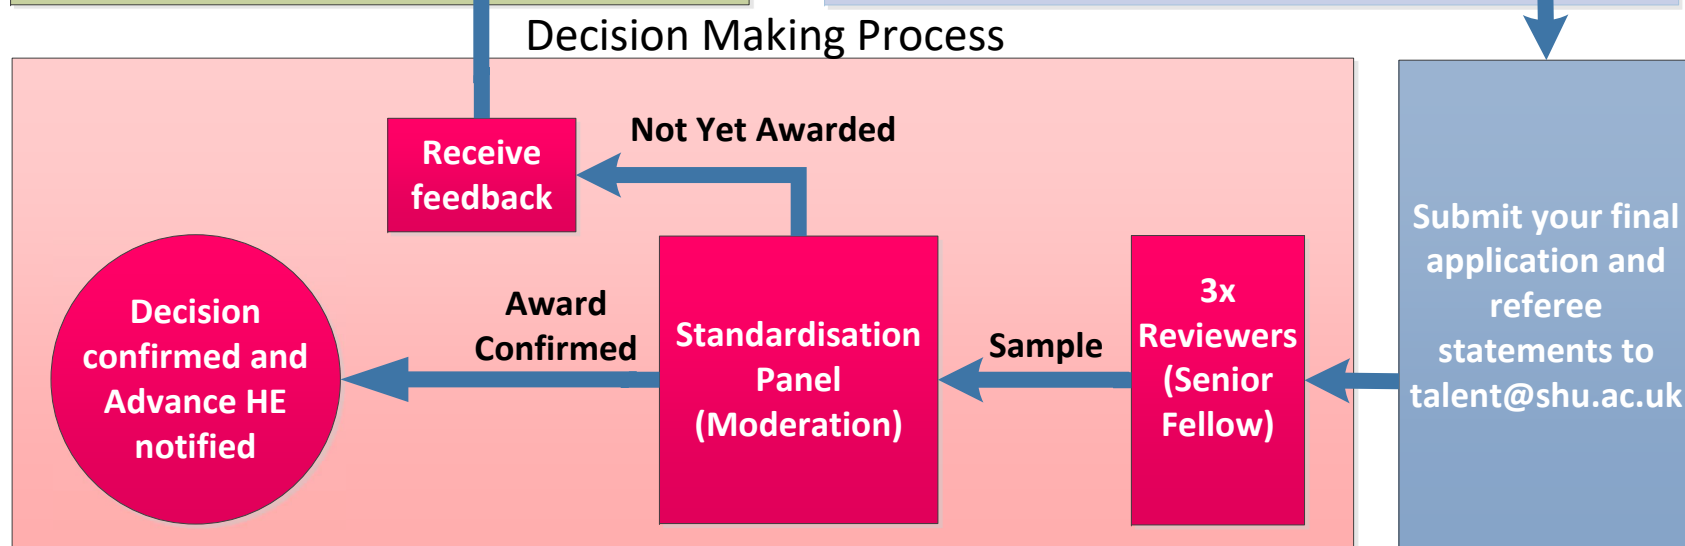 Decision Making Process
Receive
feedback
Not Yet Awarded
Decision
confirmed and
Advance HE
notified
Award
Confirmed
Standardisation
Panel
(Moderation)
Sample
3x
Reviewers
(Senior
Fellow)
Submit your final
application and
referee
statements to
talent@shu.ac.uk